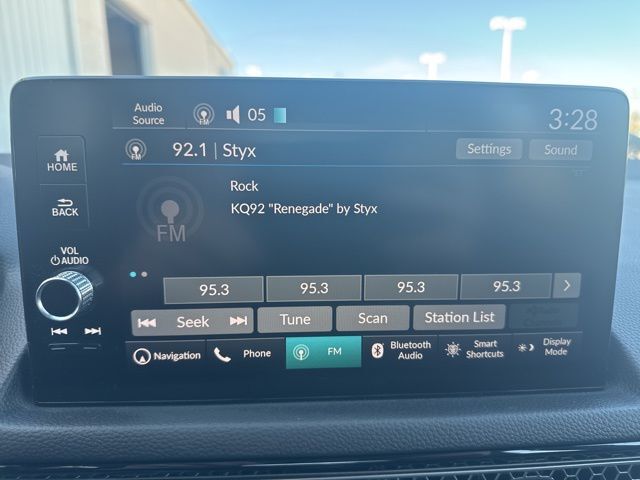 Audio
Source
FM
05
3:28
FM
92.1 | Styx
Settings
Sound
HOME
BACK
VOL
AUDIO
FM
Rock
KQ92 "Renegade" by Styx
95.3
95.3
95.3
95.3
Seek
Tune
Scan
Station List
Navigation
Phone
FM
Bluetooth
Audio
Smart
Shortcuts
Display
Mode